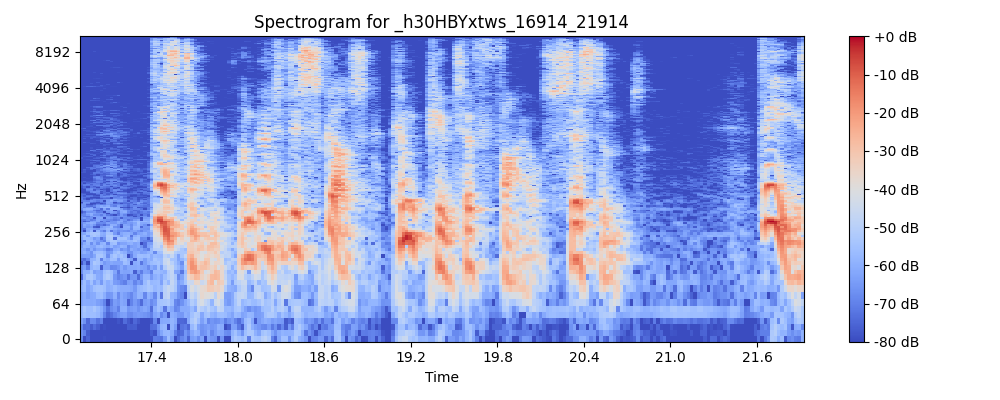 Spectrogram for _h30HBYxtws_16914_21914
Hz
8192
4096
2048
1024
512
256
128
64
0
17.4 18.0 18.6 19.2 19.8 20.4 21.0 21.6
Time
+0 dB
-10 dB
-20 dB
-30 dB
-40 dB
-50 dB
-60 dB
-70 dB
-80 dB